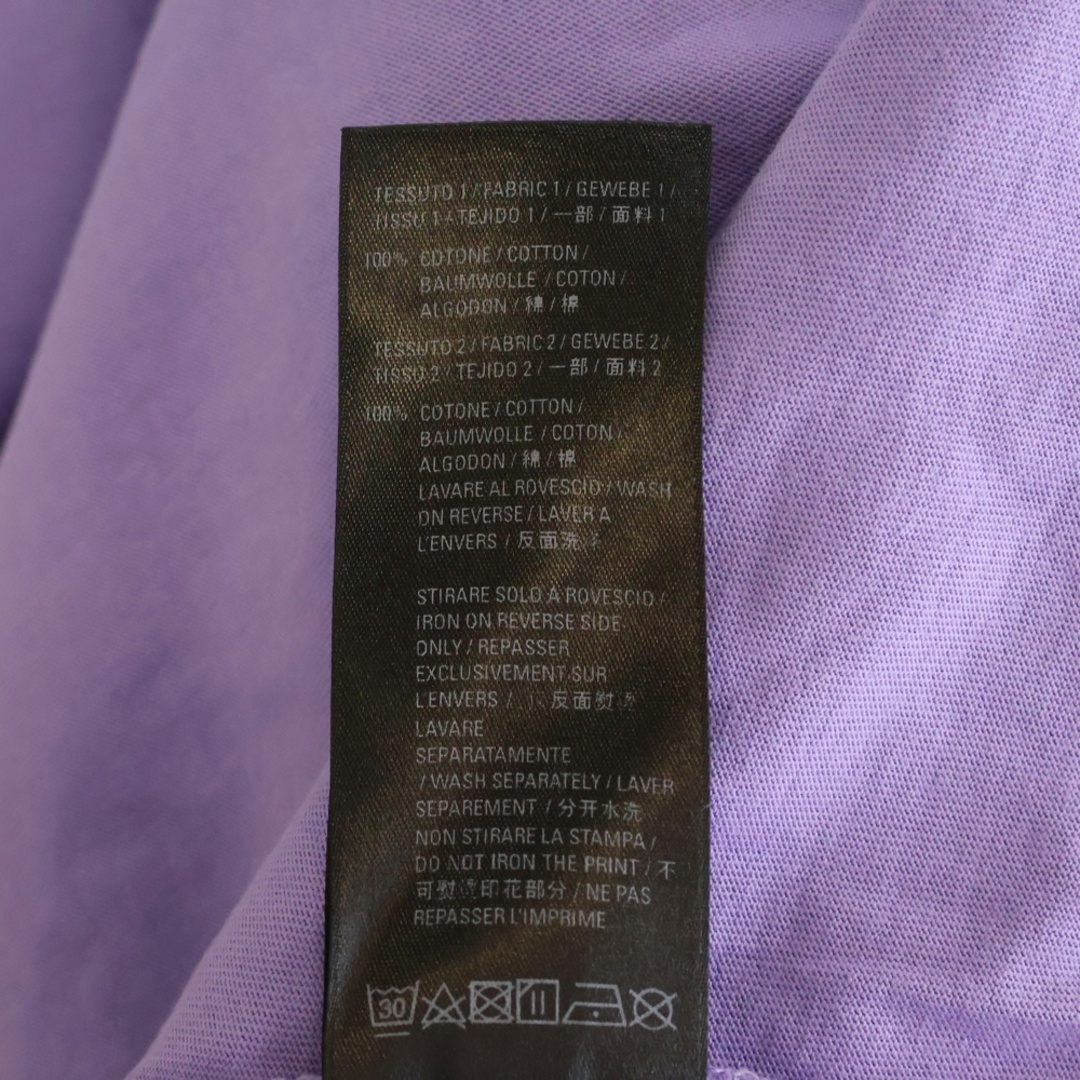 TESSUTO 1 / FABRIC 1 / GEWEBE 1 /
TISSU 1 / TEJIDO 1 / 一部 / 面料 1
100% COTONE / COTTON /
BAUMWOLLE / COTON /
ALGODON / 綿 / 棉
TESSUTO 2 / FABRIC 2 / GEWEBE 2 /
TISSU 2 / TEJIDO 2 / 一部 / 面料 2
100% COTONE / COTTON /
BAUMWOLLE / COTON /
ALGODON / 綿 / 棉
LAVARE AL ROVESCIO / WASH
ON REVERSE / LAVER A
L'ENVERS / 反面洗
STIRARE SOLO A ROVESCIO /
IRON ON REVERSE SIDE
ONLY / REPASSER
EXCLUSIVEMENT SUR
L'ENVERS / 反面熨
LAVARE
SEPARATAMENTE
/ WASH SEPARATELY / LAVER
SEPAREMENT / 分开水洗
NON STIRARE LA STAMPA /
DO NOT IRON THE PRINT / 不
可熨烫印花部分 / NE PAS
REPASSER L'IMPRIME
30